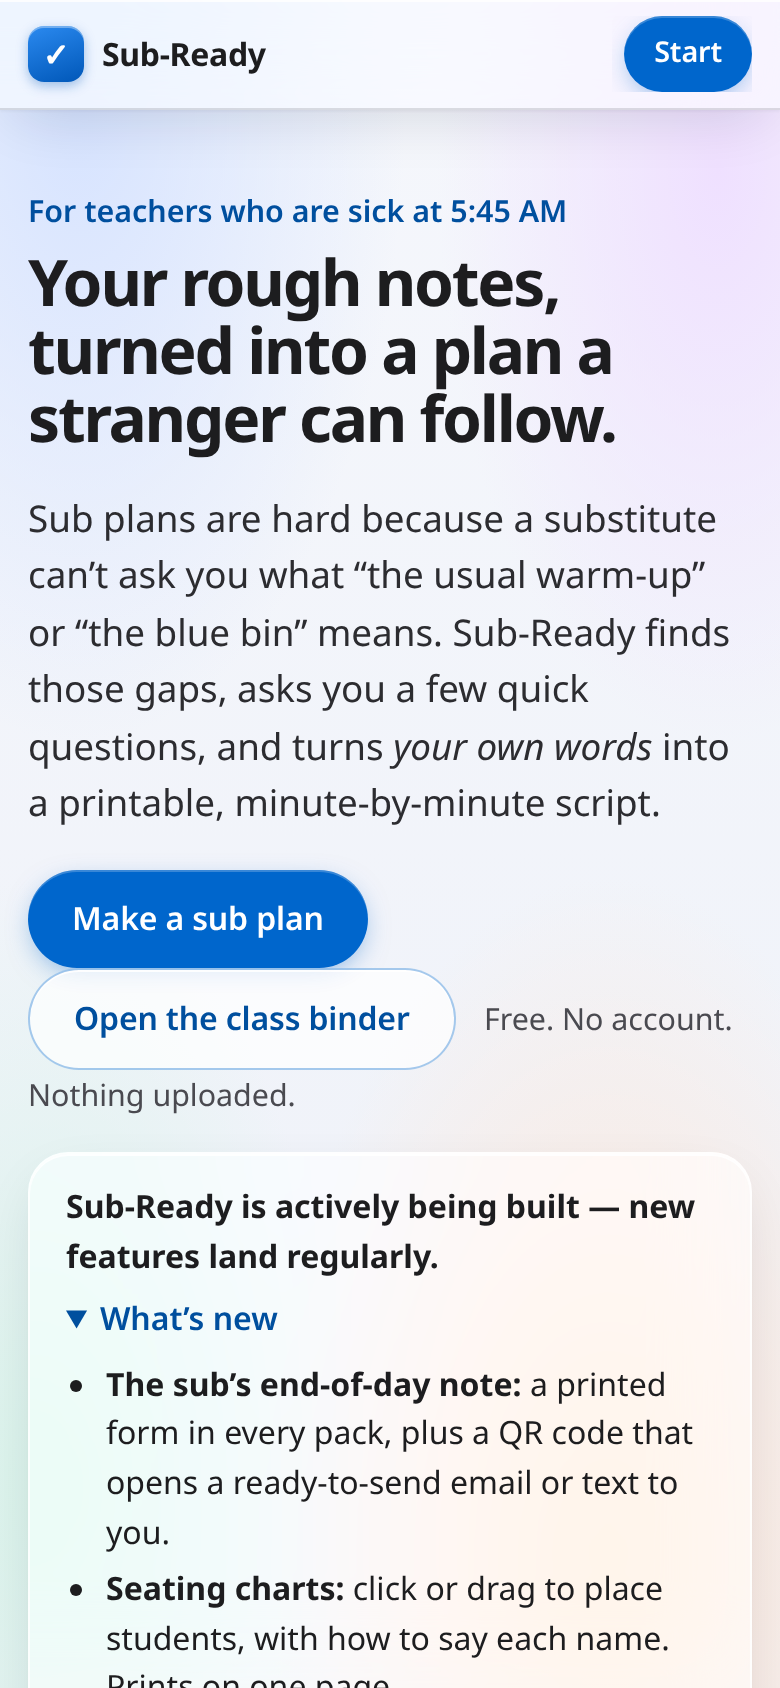 ✓ Sub-Ready Start
For teachers who are sick at 5:45 AM
Your rough notes,
turned into a plan a
stranger can follow.
Sub plans are hard because a substitute
can’t ask you what “the usual warm-up”
or “the blue bin” means. Sub-Ready finds
those gaps, asks you a few quick
questions, and turns your own words into
a printable, minute-by-minute script.
Make a sub plan
Open the class binder Free. No account.
Nothing uploaded.
Sub-Ready is actively being built — new
features land regularly.
▼ What’s new
• The sub’s end-of-day note: a printed
form in every pack, plus a QR code that
opens a ready-to-send email or text to
you.
• Seating charts: click or drag to place
students, with how to say each name.
Prints on one page.